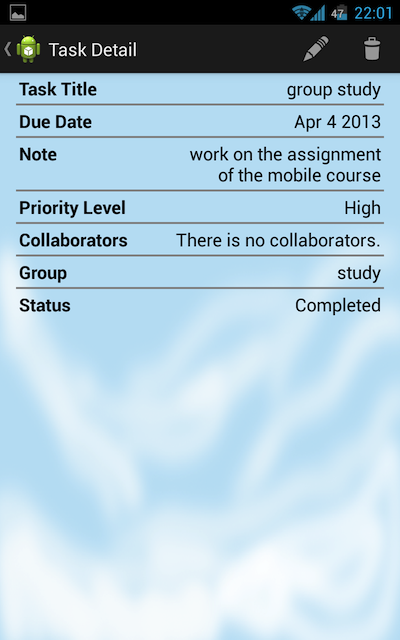 47 22:01
Task Detail
Task Title group study
Due Date Apr 4 2013
Note work on the assignment
of the mobile course
Priority Level High
Collaborators There is no collaborators.
Group study
Status Completed